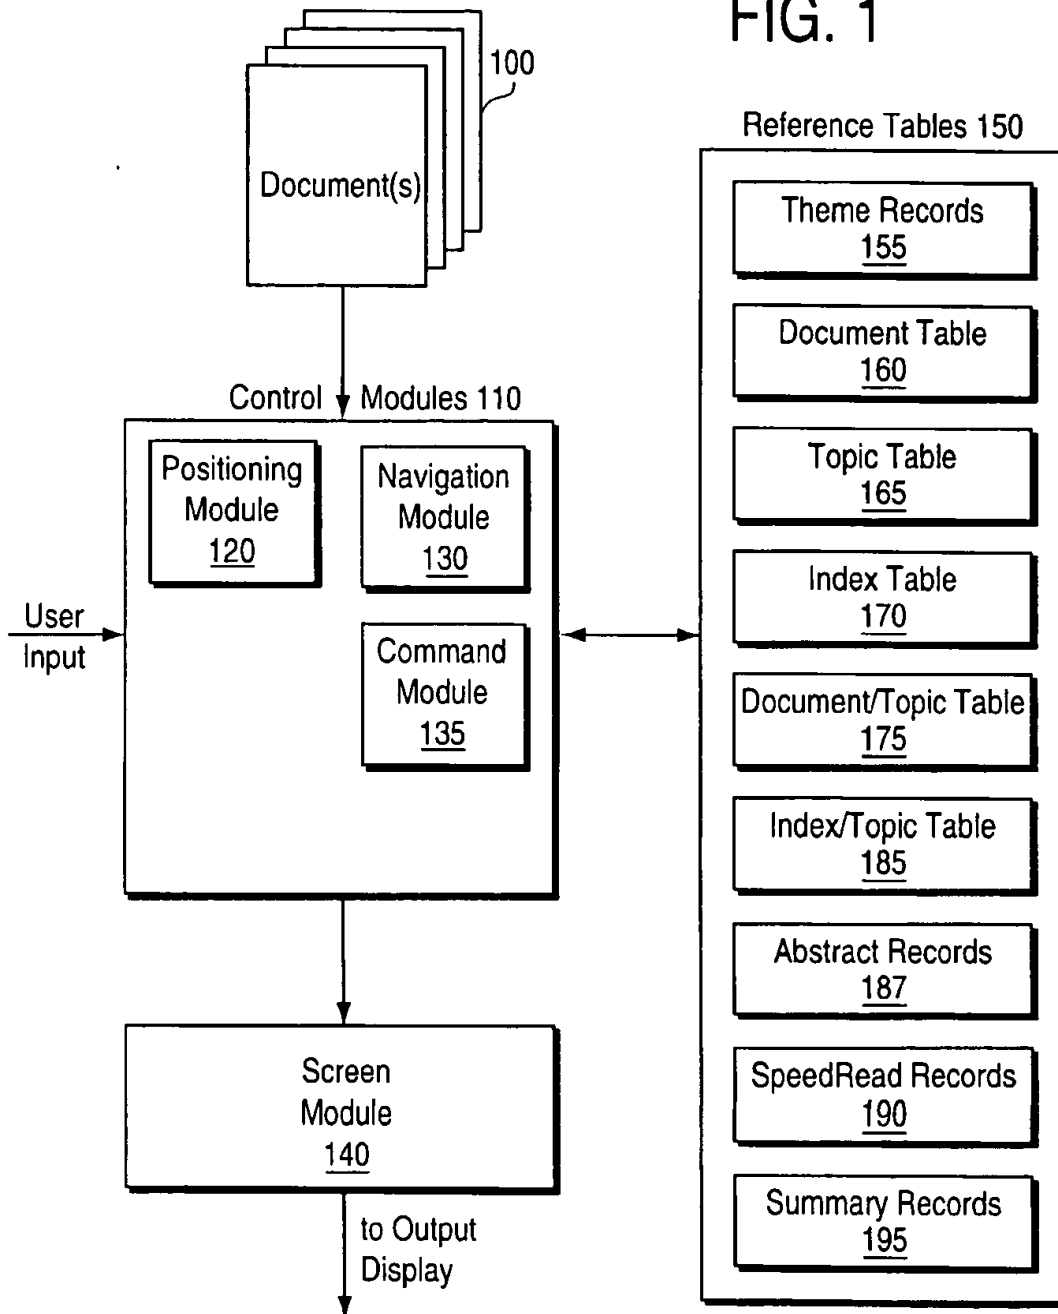 FIG. 1
100
Document(s)
Reference Tables 150
Theme Records
155
Document Table
160
Topic Table
165
Index Table
170
Document/Topic Table
175
Index/Topic Table
185
Abstract Records
187
SpeedRead Records
190
Summary Records
195
Control Modules 110
Positioning
Module
120
Navigation
Module
130
Command
Module
135
User
Input
Screen
Module
140
to Output
Display